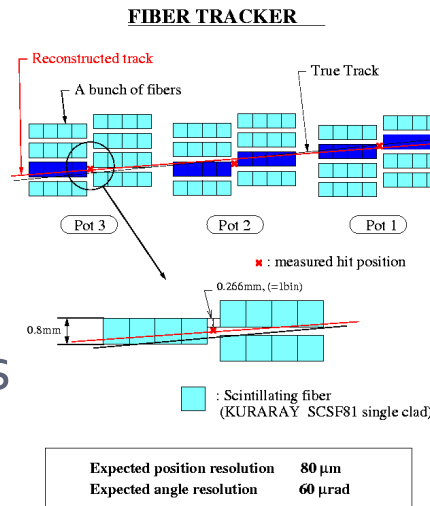 FIBER TRACKER
Reconstructed track
A bunch of fibers
True Track
Pot 3
Pot 2
Pot 1
: measured hit position
0.266mm, (=1bin)
0.8mm
s
: Scintillating fiber
(KURARAY SCSF81 single clad)
Expected position resolution 80 μm
Expected angle resolution 60 μrad